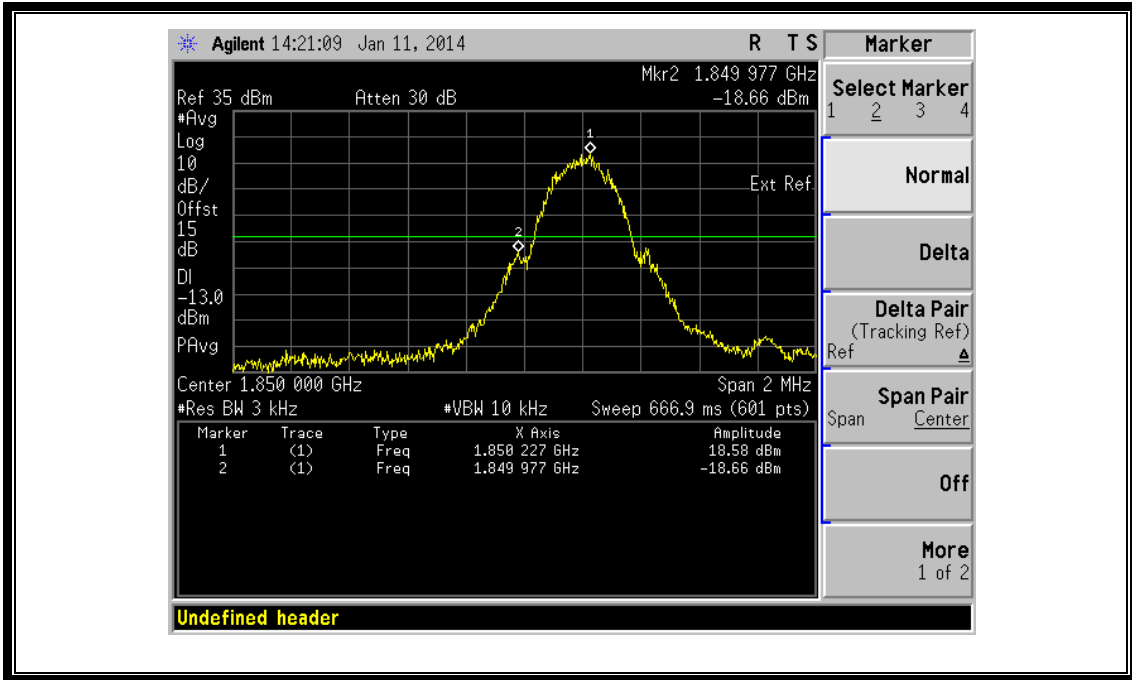 Agilent 14:21:09 Jan 11, 2014 R T S
Mkr2 1.849 977 GHz
Ref 35 dBm Atten 30 dB -18.66 dBm
#Avg
Log
10
dB/
Offst
15
dB
DI
-13.0
dBm
PAvg
1
2
Ext Ref
Center 1.850 000 GHz Span 2 MHz
#Res BW 3 kHz #VBW 10 kHz Sweep 666.9 ms (601 pts)
Marker Trace Type X Axis Amplitude
1 (1) Freq 1.850 227 GHz 18.58 dBm
2 (1) Freq 1.849 977 GHz -18.66 dBm
Undefined header
Marker
Select Marker
1 2 3 4
Normal
Delta
Delta Pair
(Tracking Ref)
Ref Δ
Span Pair
Span Center
Off
More
1 of 2